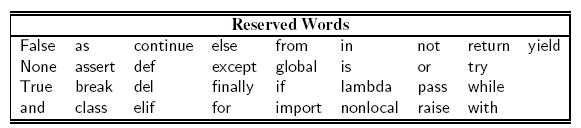 Reserved Words
False as continue else from in not return yield
None assert def except global is or try
True break del finally if lambda pass while
and class elif for import nonlocal raise with